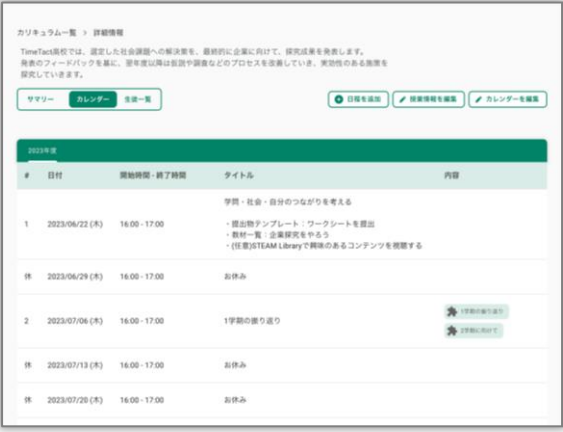 カリキュラム一覧 > 詳細情報
TimeTact高校では、選定した社会課題への解決策を、最終的に企業に向けて、探究成果を発表します。
発表のフィードバックを基に、翌年度以降は仮説や調査などのプロセスを改善していき、実効性のある施策を
探究していきます。
サマリー カレンダー 生徒一覧 日程を追加 授業情報を編集 カレンダーを編集
2023年度
# 日付 開始時間 - 終了時間 タイトル 内容
学問・社会・自分のつながりを考える
1 2023/06/22 (木) 16:00 - 17:00 ・提出物テンプレート：ワークシートを提出
・教材一覧：企業探究をやろう
・(任意)STEAM Libraryで興味のあるコンテンツを視聴する
休 2023/06/29 (木) 16:00 - 17:00 お休み
2 2023/07/06 (木) 16:00 - 17:00 1学期の振り返り 1学期の振り返り
2学期に向けて
休 2023/07/13 (木) 16:00 - 17:00 お休み
休 2023/07/20 (木) 16:00 - 17:00 お休み